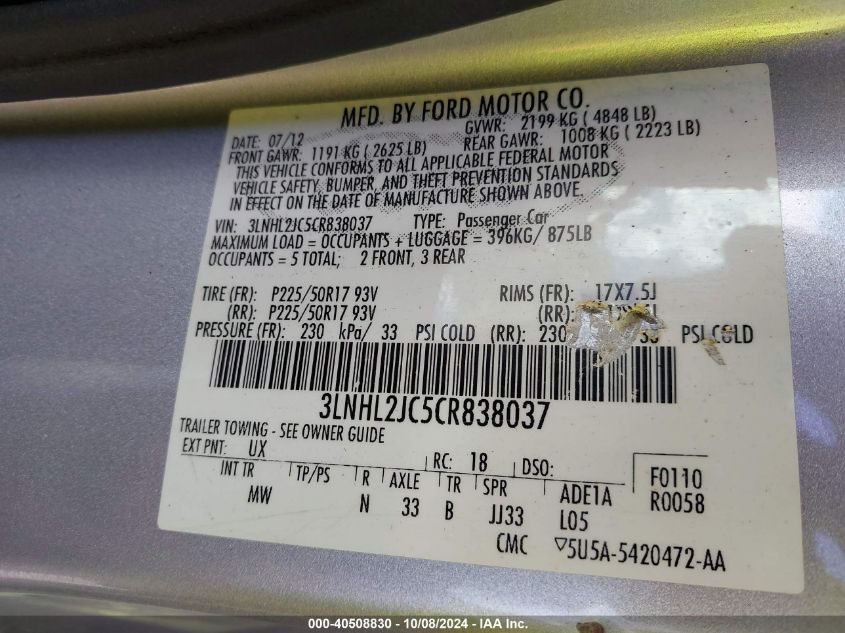 MFD. BY FORD MOTOR CO.
DATE: 07/12 GVWR: 2199 KG ( 4848 LB)
FRONT GAWR: 1191 KG ( 2625 LB) REAR GAWR: 1008 KG ( 2223 LB)
THIS VEHICLE CONFORMS TO ALL APPLICABLE FEDERAL MOTOR
VEHICLE SAFETY, BUMPER, AND THEFT PREVENTION STANDARDS
IN EFFECT ON THE DATE OF MANUFACTURE SHOWN ABOVE.
VIN: 3LNHL2JC5CR838037 TYPE: Passenger Car
MAXIMUM LOAD = OCCUPANTS + LUGGAGE = 396KG/ 875LB
OCCUPANTS = 5 TOTAL; 2 FRONT, 3 REAR
TIRE (FR): P225/50R17 93V RIMS (FR): 17X7.5J
(RR): P225/50R17 93V (RR):
PRESSURE (FR): 230 kPa/ 33 PSI COLD (RR): 230 PSI COLD
3LNHL2JC5CR838037
TRAILER TOWING - SEE OWNER GUIDE
EXT PNT: UX RC: 18 DSO: F0110
INT TR TP/PS R AXLE TR SPR ADE1A R0058
MW N 33 B JJ33 L05
CMC ▽5U5A-5420472-AA
000-40508830 - 10/08/2024 - IAA Inc.